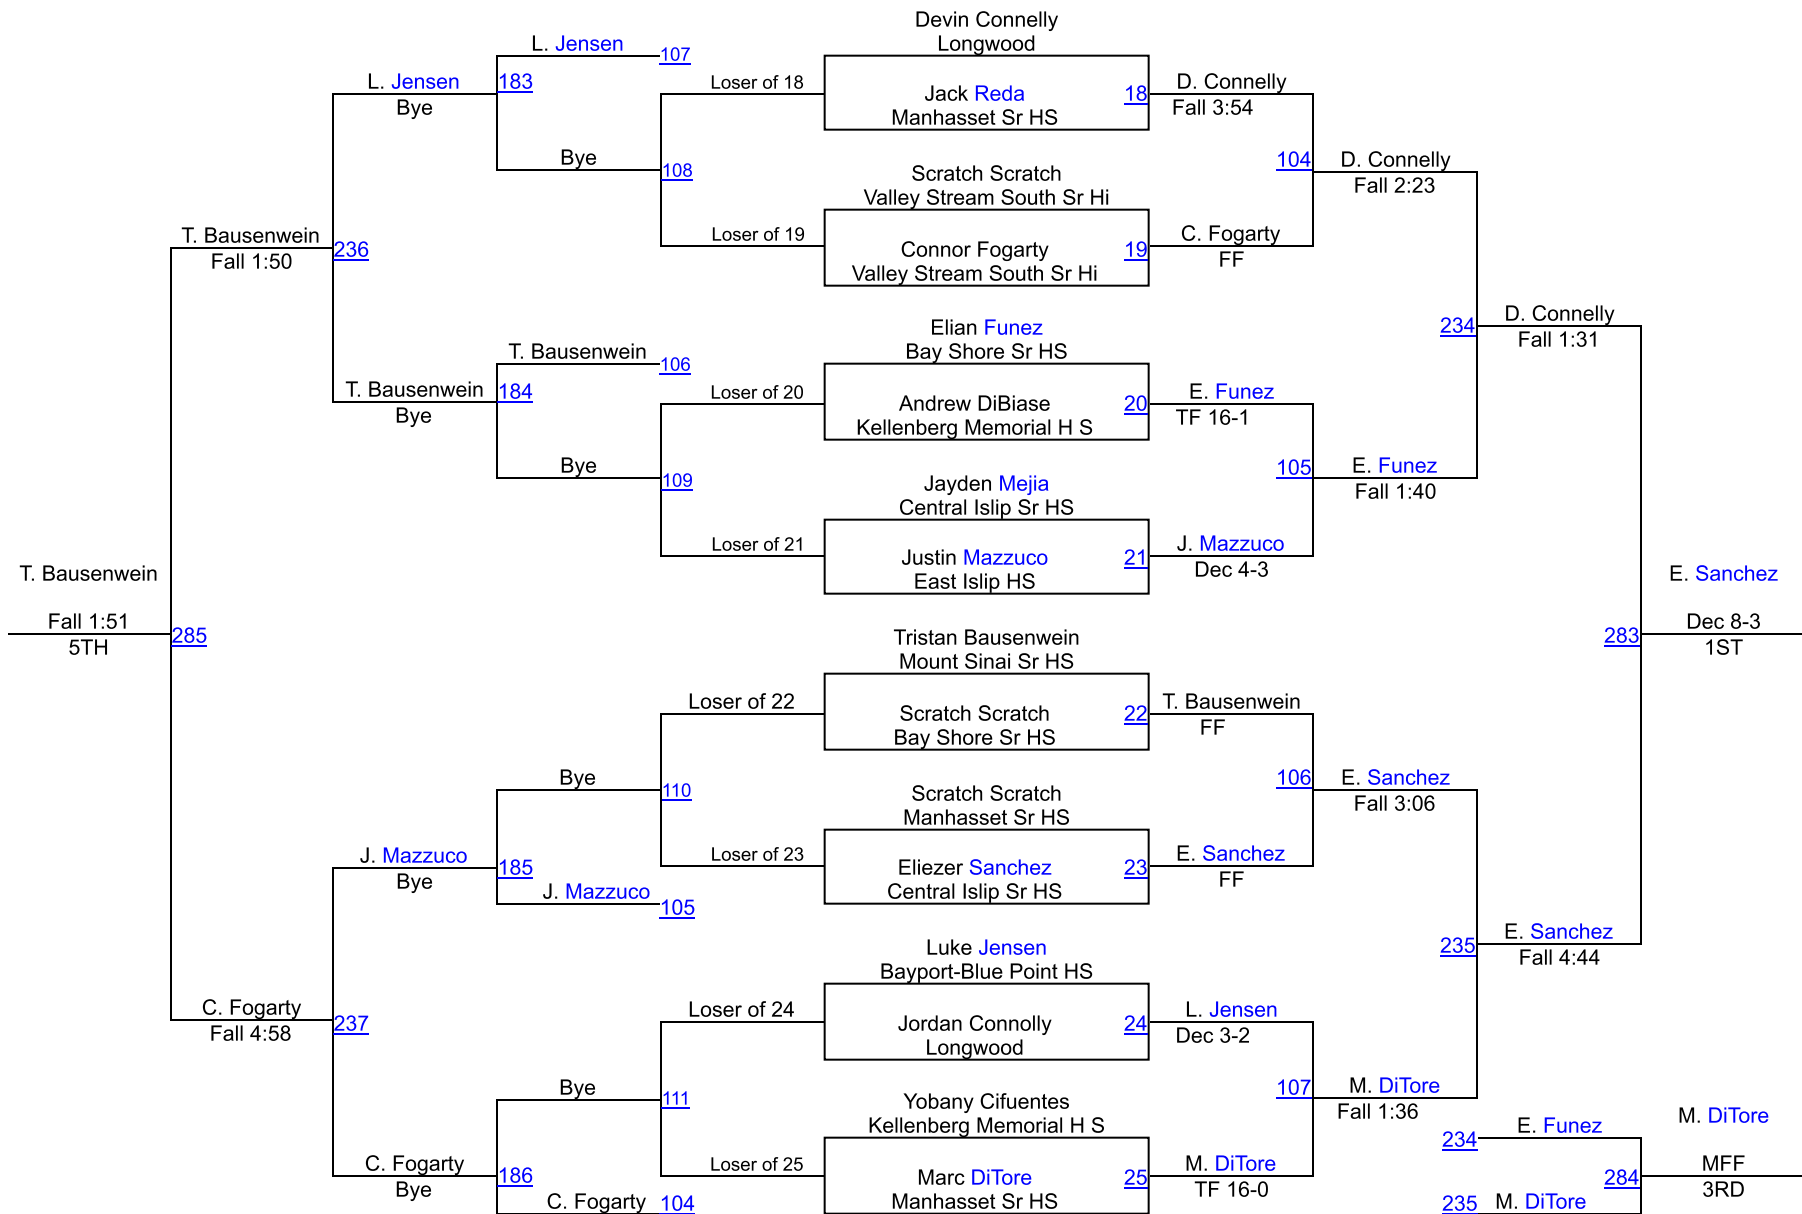 Devin Connelly
Longwood
L. Jensen
107
Loser of 18
Jack Reda
Manhasset Sr HS
18
D. Connelly
Fall 3:54
L. Jensen
Bye
183
Bye
108
Scratch Scratch
Valley Stream South Sr Hi
104
D. Connelly
Fall 2:23
Loser of 19
Connor Fogarty
Valley Stream South Sr Hi
19
C. Fogarty
FF
T. Bausenwein
Fall 1:50
236
Elian Funez
Bay Shore Sr HS
234
D. Connelly
Fall 1:31
T. Bausenwein
106
T. Bausenwein
Bye
184
Loser of 20
Andrew DiBiase
Kellenberg Memorial H S
20
E. Funez
TF 16-1
Bye
109
Jayden Mejia
Central Islip Sr HS
105
E. Funez
Fall 1:40
Loser of 21
Justin Mazzuco
East Islip HS
21
J. Mazzuco
Dec 4-3
T. Bausenwein
Fall 1:51
5TH
285
E. Sanchez
Dec 8-3
1ST
283
Tristan Bausenwein
Mount Sinai Sr HS
Loser of 22
Scratch Scratch
Bay Shore Sr HS
22
T. Bausenwein
FF
Bye
110
Scratch Scratch
Manhasset Sr HS
106
E. Sanchez
Fall 3:06
J. Mazzuco
Bye
185
Loser of 23
Eliezer Sanchez
Central Islip Sr HS
23
E. Sanchez
FF
J. Mazzuco
105
Luke Jensen
Bayport-Blue Point HS
235
E. Sanchez
Fall 4:44
C. Fogarty
Fall 4:58
237
Loser of 24
Jordan Connolly
Longwood
24
L. Jensen
Dec 3-2
Bye
111
Yobany Cifuentes
Kellenberg Memorial H S
107
M. DiTore
Fall 1:36
234
E. Funez
M. DiTore
C. Fogarty
Bye
186
Loser of 25
Marc DiTore
Manhasset Sr HS
25
M. DiTore
TF 16-0
284
MFF
3RD
C. Fogarty
104
235
M. DiTore